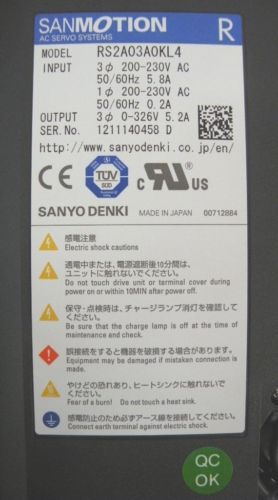 SANMOTION
AC SERVO SYSTEMS
R
MODEL RS2A03A0KL4
INPUT 3φ 200-230V AC
50/60Hz 5.8A
1φ 200-230V AC
50/60Hz 0.2A
OUTPUT 3φ 0-326V 5.2A
SER.No. 1211140458 D
http://www.sanyodenki.co.jp/en/
TÜV
SÜD
c RU US
SANYO DENKI MADE IN JAPAN 00712884
感電注意
Electric shock cautions
通電中または、電源遮断後10分間は、
ユニットに触れないでください。
Do not touch drive unit or terminal cover during
power on or within 10MIN after power off.
保守・点検時は、チャージランプ消灯を確認して
ください。
Be sure that the charge lamp is off at the time of
maintenance and starting.
誤接続すると機器を破損する場合があります。
Equipment may be damaged if
mistaken connection is made.
やけどの恐れあり、ヒートシンクに触れないで
ください。
Fear of a burn! Do not touch a heat sink.
感電防止のため必ずアース線を接続してください。
Connect earth terminal against electric shock.
QC
OK